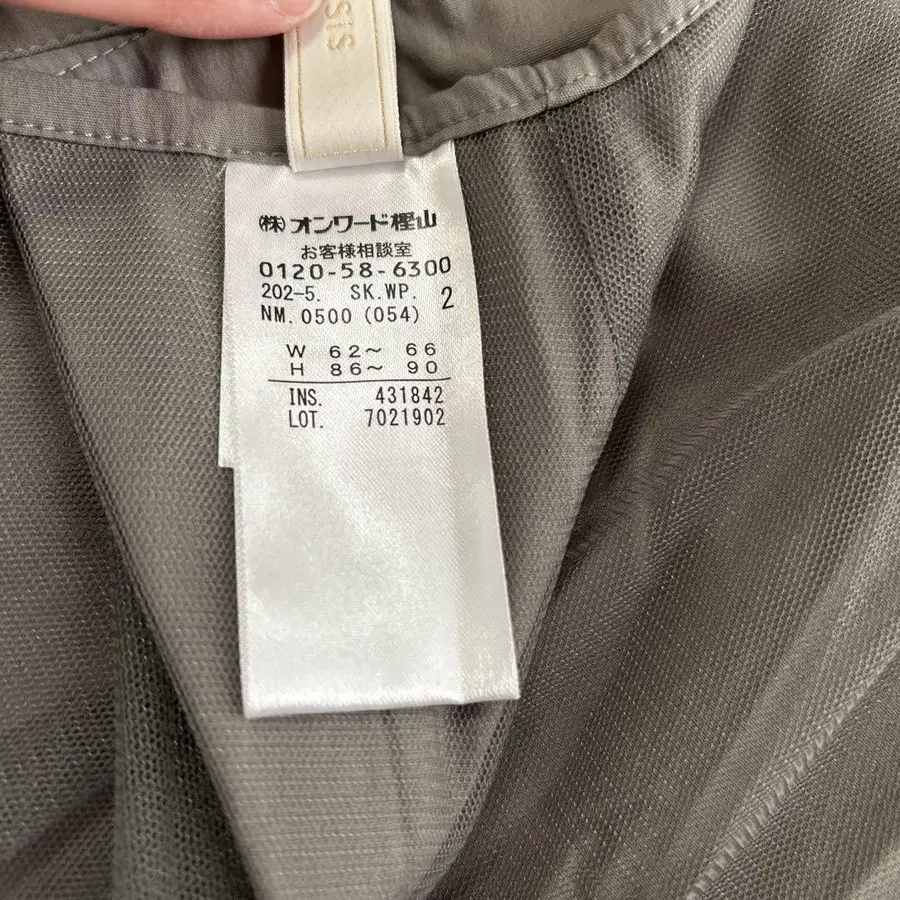 SIS
㈱オンワード樫山
お客様相談室
0120-58-6300
202-5. SK.WP. 2
NM. 0500 (054)
W 62～ 66
H 86～ 90
INS. 431842
LOT. 7021902